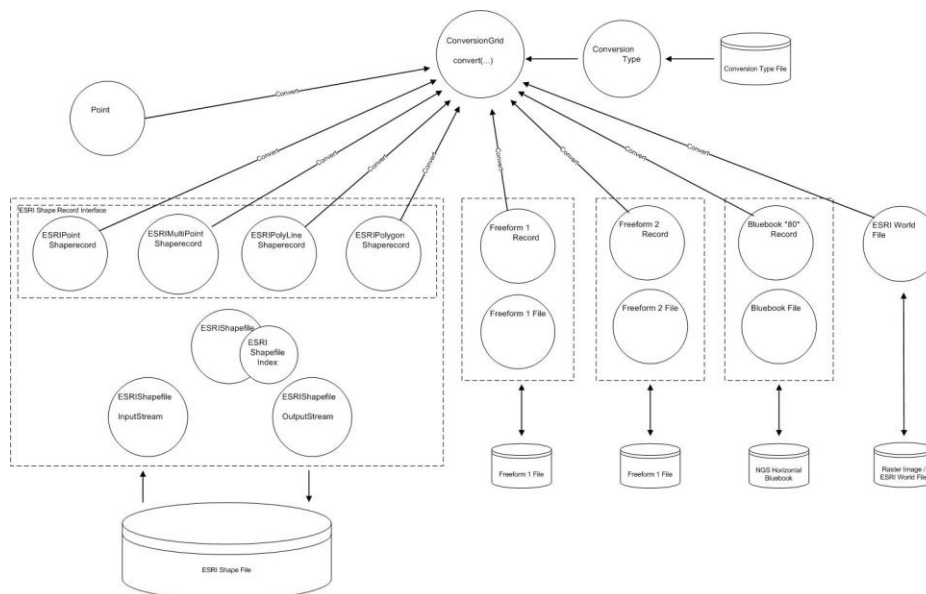 ConversionGrid
convert(...)
Conversion
Type
Conversion Type File
Point
Convert
Convert
Convert
Convert
Convert
Convert
Convert
Convert
Convert
ESRI Shape Record Interface
ESRIPoint
Shaperecord
ESRIMultiPoint
Shaperecord
ESRIPolyLine
Shaperecord
ESRIPolygon
Shaperecord
Freeform 1
Record
Freeform 2
Record
Bluebook "80"
Record
ESRI World
File
Freeform 1 File
Freeform 2 File
Bluebook File
ESRIShapefile
ESRI
Shapefile
Index
ESRIShapefile
InputStream
ESRIShapefile
OutputStream
Freeform 1 File
Freeform 1 File
NGS Horizontal
Bluebook
Raster Image /
ESRI World File
ESRI Shape File